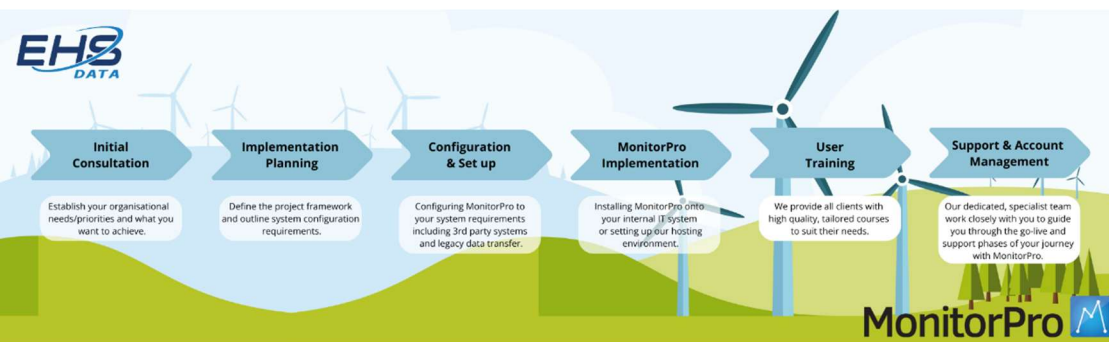 EHS
DATA
Initial
Consultation
Establish your organisational
needs/priorities and what you
want to achieve.
Implementation
Planning
Define the project framework
and outline system configuration
requirements.
Configuration
& Set up
Configuring MonitorPro to
your system requirements
including 3rd party systems
and legacy data transfer.
MonitorPro
Implementation
Installing MonitorPro onto
your internal IT system
or setting up our hosting
environment.
User
Training
We provide all clients with
high quality, tailored courses
to suit their needs.
Support & Account
Management
Our dedicated, specialist team
work closely with you to guide
you through the go-live and
support phases of your journey
with MonitorPro.
MonitorPro